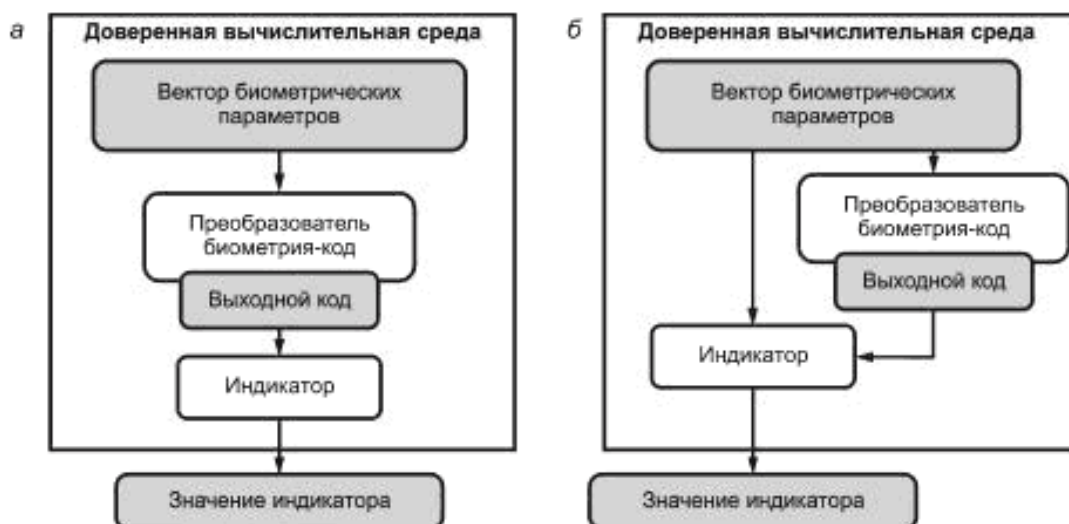 а
Доверенная вычислительная среда
Вектор биометрических
параметров
Преобразователь
биометрия-код
Выходной код
Индикатор
Значение индикатора
б
Доверенная вычислительная среда
Вектор биометрических
параметров
Преобразователь
биометрия-код
Выходной код
Индикатор
Значение индикатора